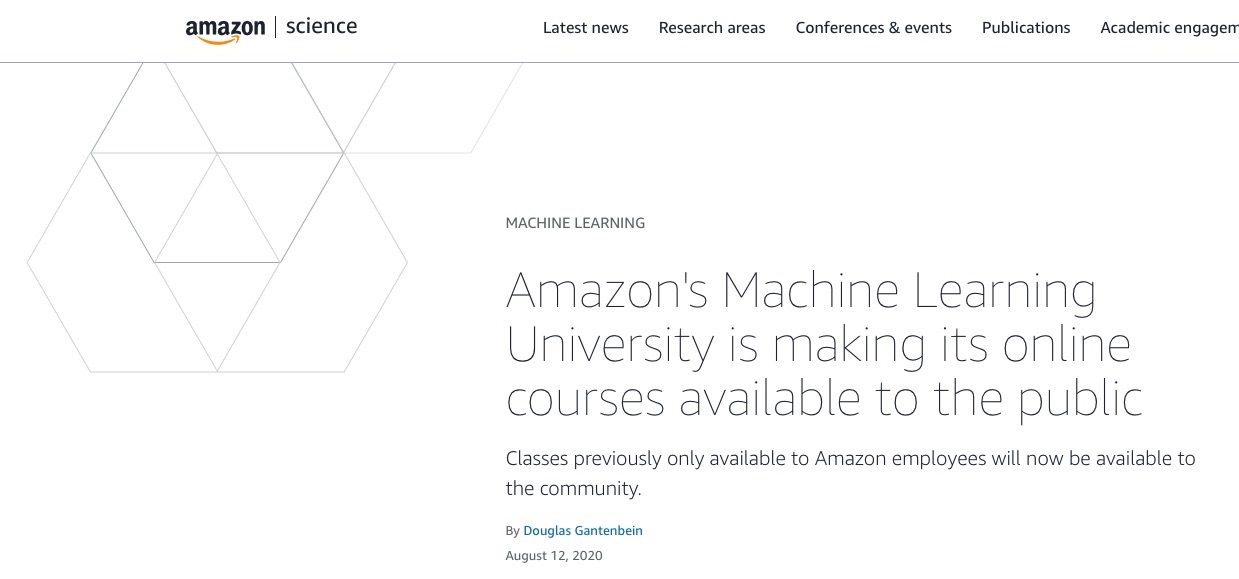 amazon | science
Latest news
Research areas
Conferences & events
Publications
Academic engagem
MACHINE LEARNING
Amazon's Machine Learning
University is making its online
courses available to the public
Classes previously only available to Amazon employees will now be available to
the community.
By Douglas Gantenbein
August 12, 2020